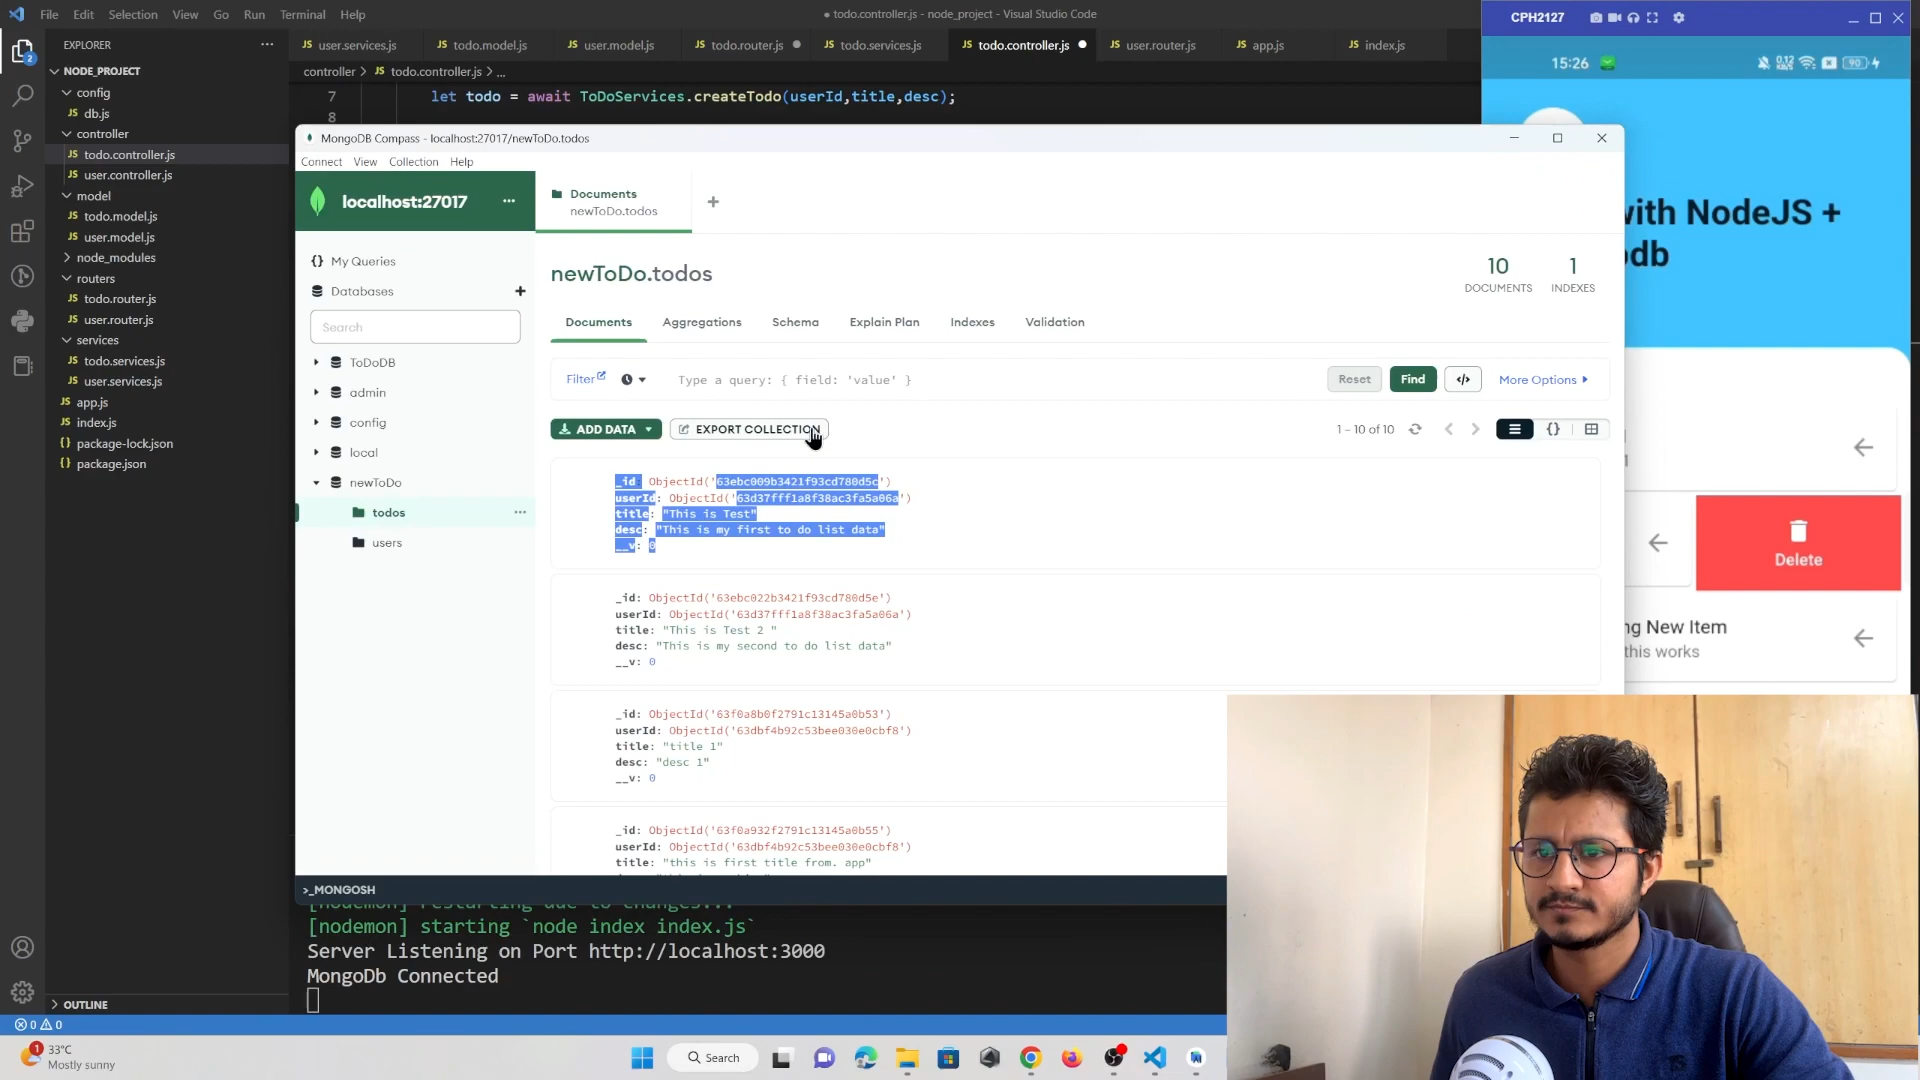 File Edit Selection View Go Run Terminal Help
● todo.controller.js - node_project - Visual Studio Code
CPH2127
EXPLORER
NODE_PROJECT
config
db.js
controller
todo.controller.js
user.controller.js
model
todo.model.js
user.model.js
node_modules
routers
todo.router.js
user.router.js
services
todo.services.js
user.services.js
app.js
index.js
package-lock.json
package.json
OUTLINE
user.services.js todo.model.js user.model.js todo.router.js todo.services.js todo.controller.js user.router.js app.js index.js
controller > JS todo.controller.js > ...
7 let todo = await ToDoServices.createTodo(userId,title,desc);
8
MongoDB Compass - localhost:27017/newToDo.todos
Connect View Collection Help
localhost:27017
My Queries
Databases
Search
ToDoDB
admin
config
local
newToDo
todos
users
Documents
newToDo.todos
newToDo.todos
10
DOCUMENTS
1
INDEXES
Documents Aggregations Schema Explain Plan Indexes Validation
Filter Type a query: { field: 'value' } Reset Find More Options
ADD DATA EXPORT COLLECTION 1 – 10 of 10
_id: ObjectId('63ebc009b3421f93cd780d5c')
userId: ObjectId('63d37fff1a8f38ac3fa5a06a')
title: "This is Test"
desc: "This is my first to do list data"
__v: 0
_id: ObjectId('63ebc022b3421f93cd780d5e')
userId: ObjectId('63d37fff1a8f38ac3fa5a06a')
title: "This is Test 2 "
desc: "This is my second to do list data"
__v: 0
_id: ObjectId('63f0a8b0f2791c13145a0b53')
userId: ObjectId('63dbf4b92c53bee030e0cbf8')
title: "title 1"
desc: "desc 1"
__v: 0
_id: ObjectId('63f0a932f2791c13145a0b55')
userId: ObjectId('63dbf4b92c53bee030e0cbf8')
title: "this is first title from. app"
>_MONGOSH
[nodemon] restarting due to changes...
[nodemon] starting `node index index.js`
Server Listening on Port http://localhost:3000
MongoDb Connected
15:26
90
with NodeJS +
Delete
New Item
this works
0 0
33°C
Mostly sunny
Search